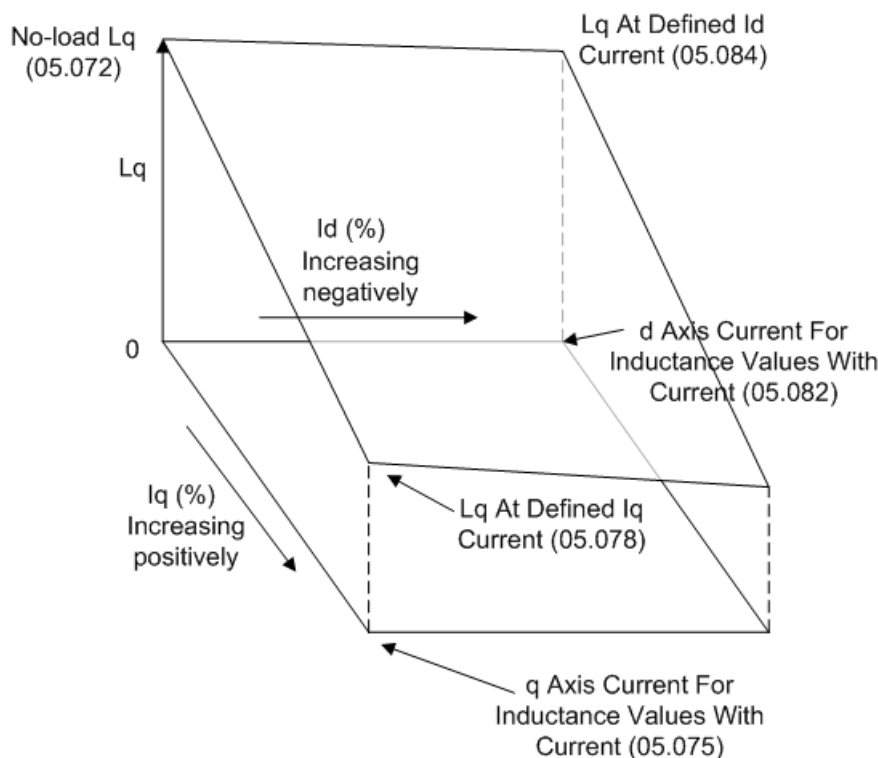 No-load Lq
(05.072)
Lq At Defined Id
Current (05.084)
Lq
Id (%)
Increasing
negatively
0
d Axis Current For
Inductance Values With
Current (05.082)
Iq (%)
Increasing
positively
Lq At Defined Iq
Current (05.078)
q Axis Current For
Inductance Values With
Current (05.075)